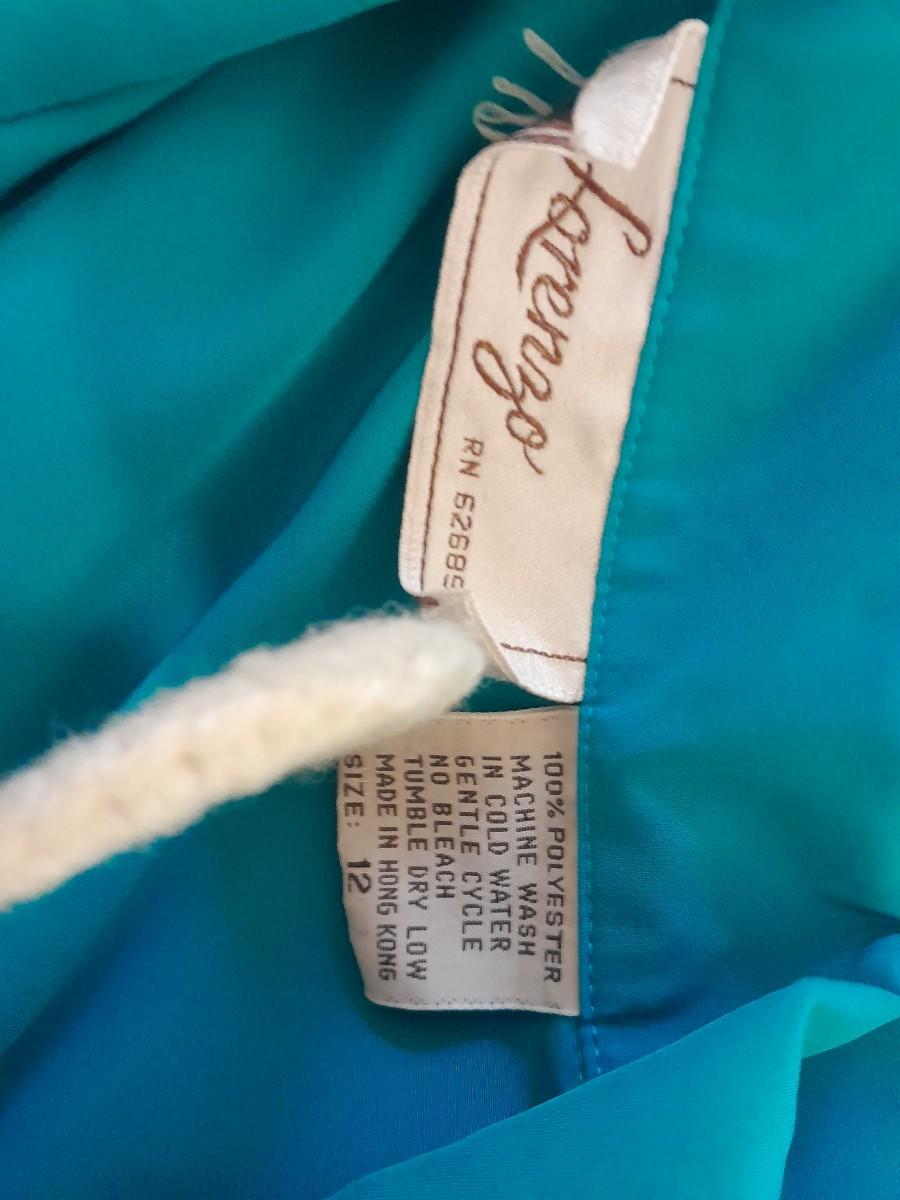 Lorenzo
RN 62689
100% POLYESTER
MACHINE WASH
IN COLD WATER
GENTLE CYCLE
NO BLEACH
TUMBLE DRY LOW
MADE IN HONG KONG
SIZE: 12